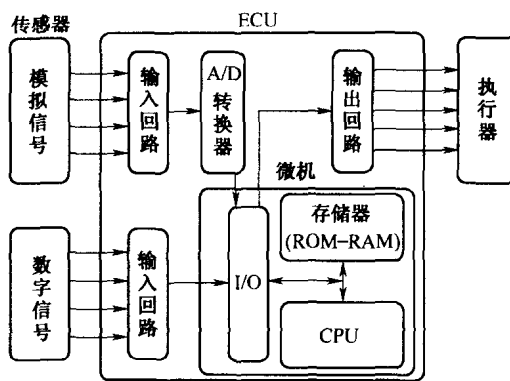 传感器
ECU
模拟信号
输入回路
A/D
转换器
输出回路
执行器
微机
数字信号
输入回路
I/O
存储器
(ROM-RAM)
CPU